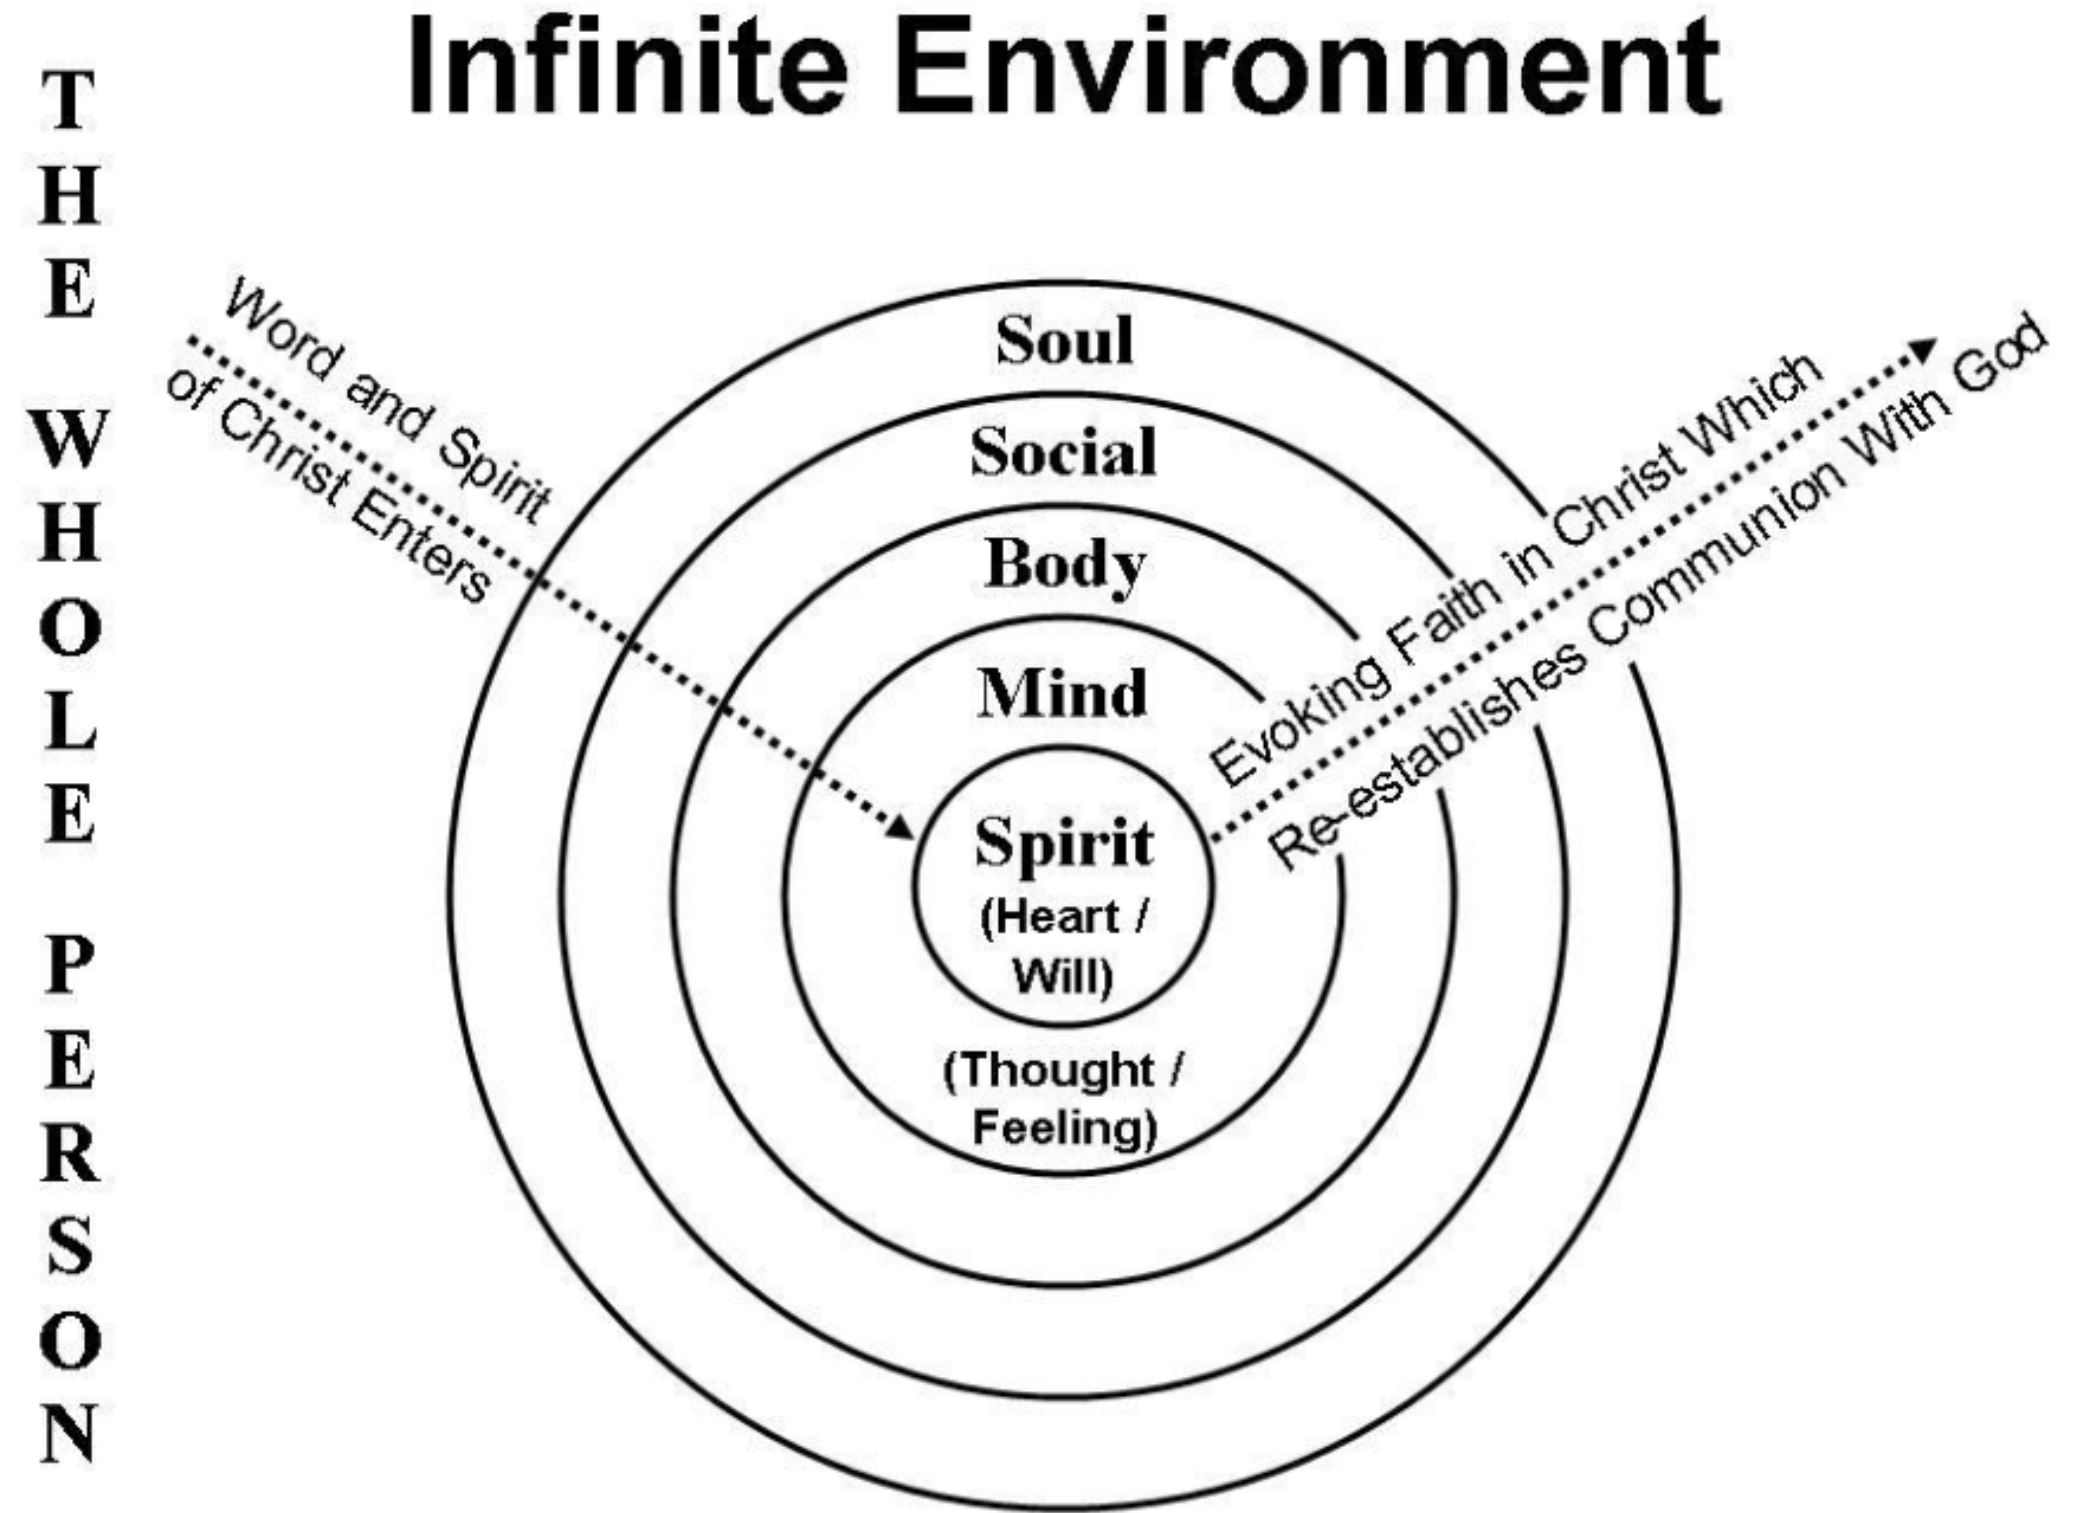 Infinite Environment
THE WHOLE PERSON
Word and Spirit
of Christ Enters
Soul
Social
Body
Mind
Spirit
(Heart /
Will)
(Thought /
Feeling)
Evoking Faith in Christ Which
Re-establishes Communion With God